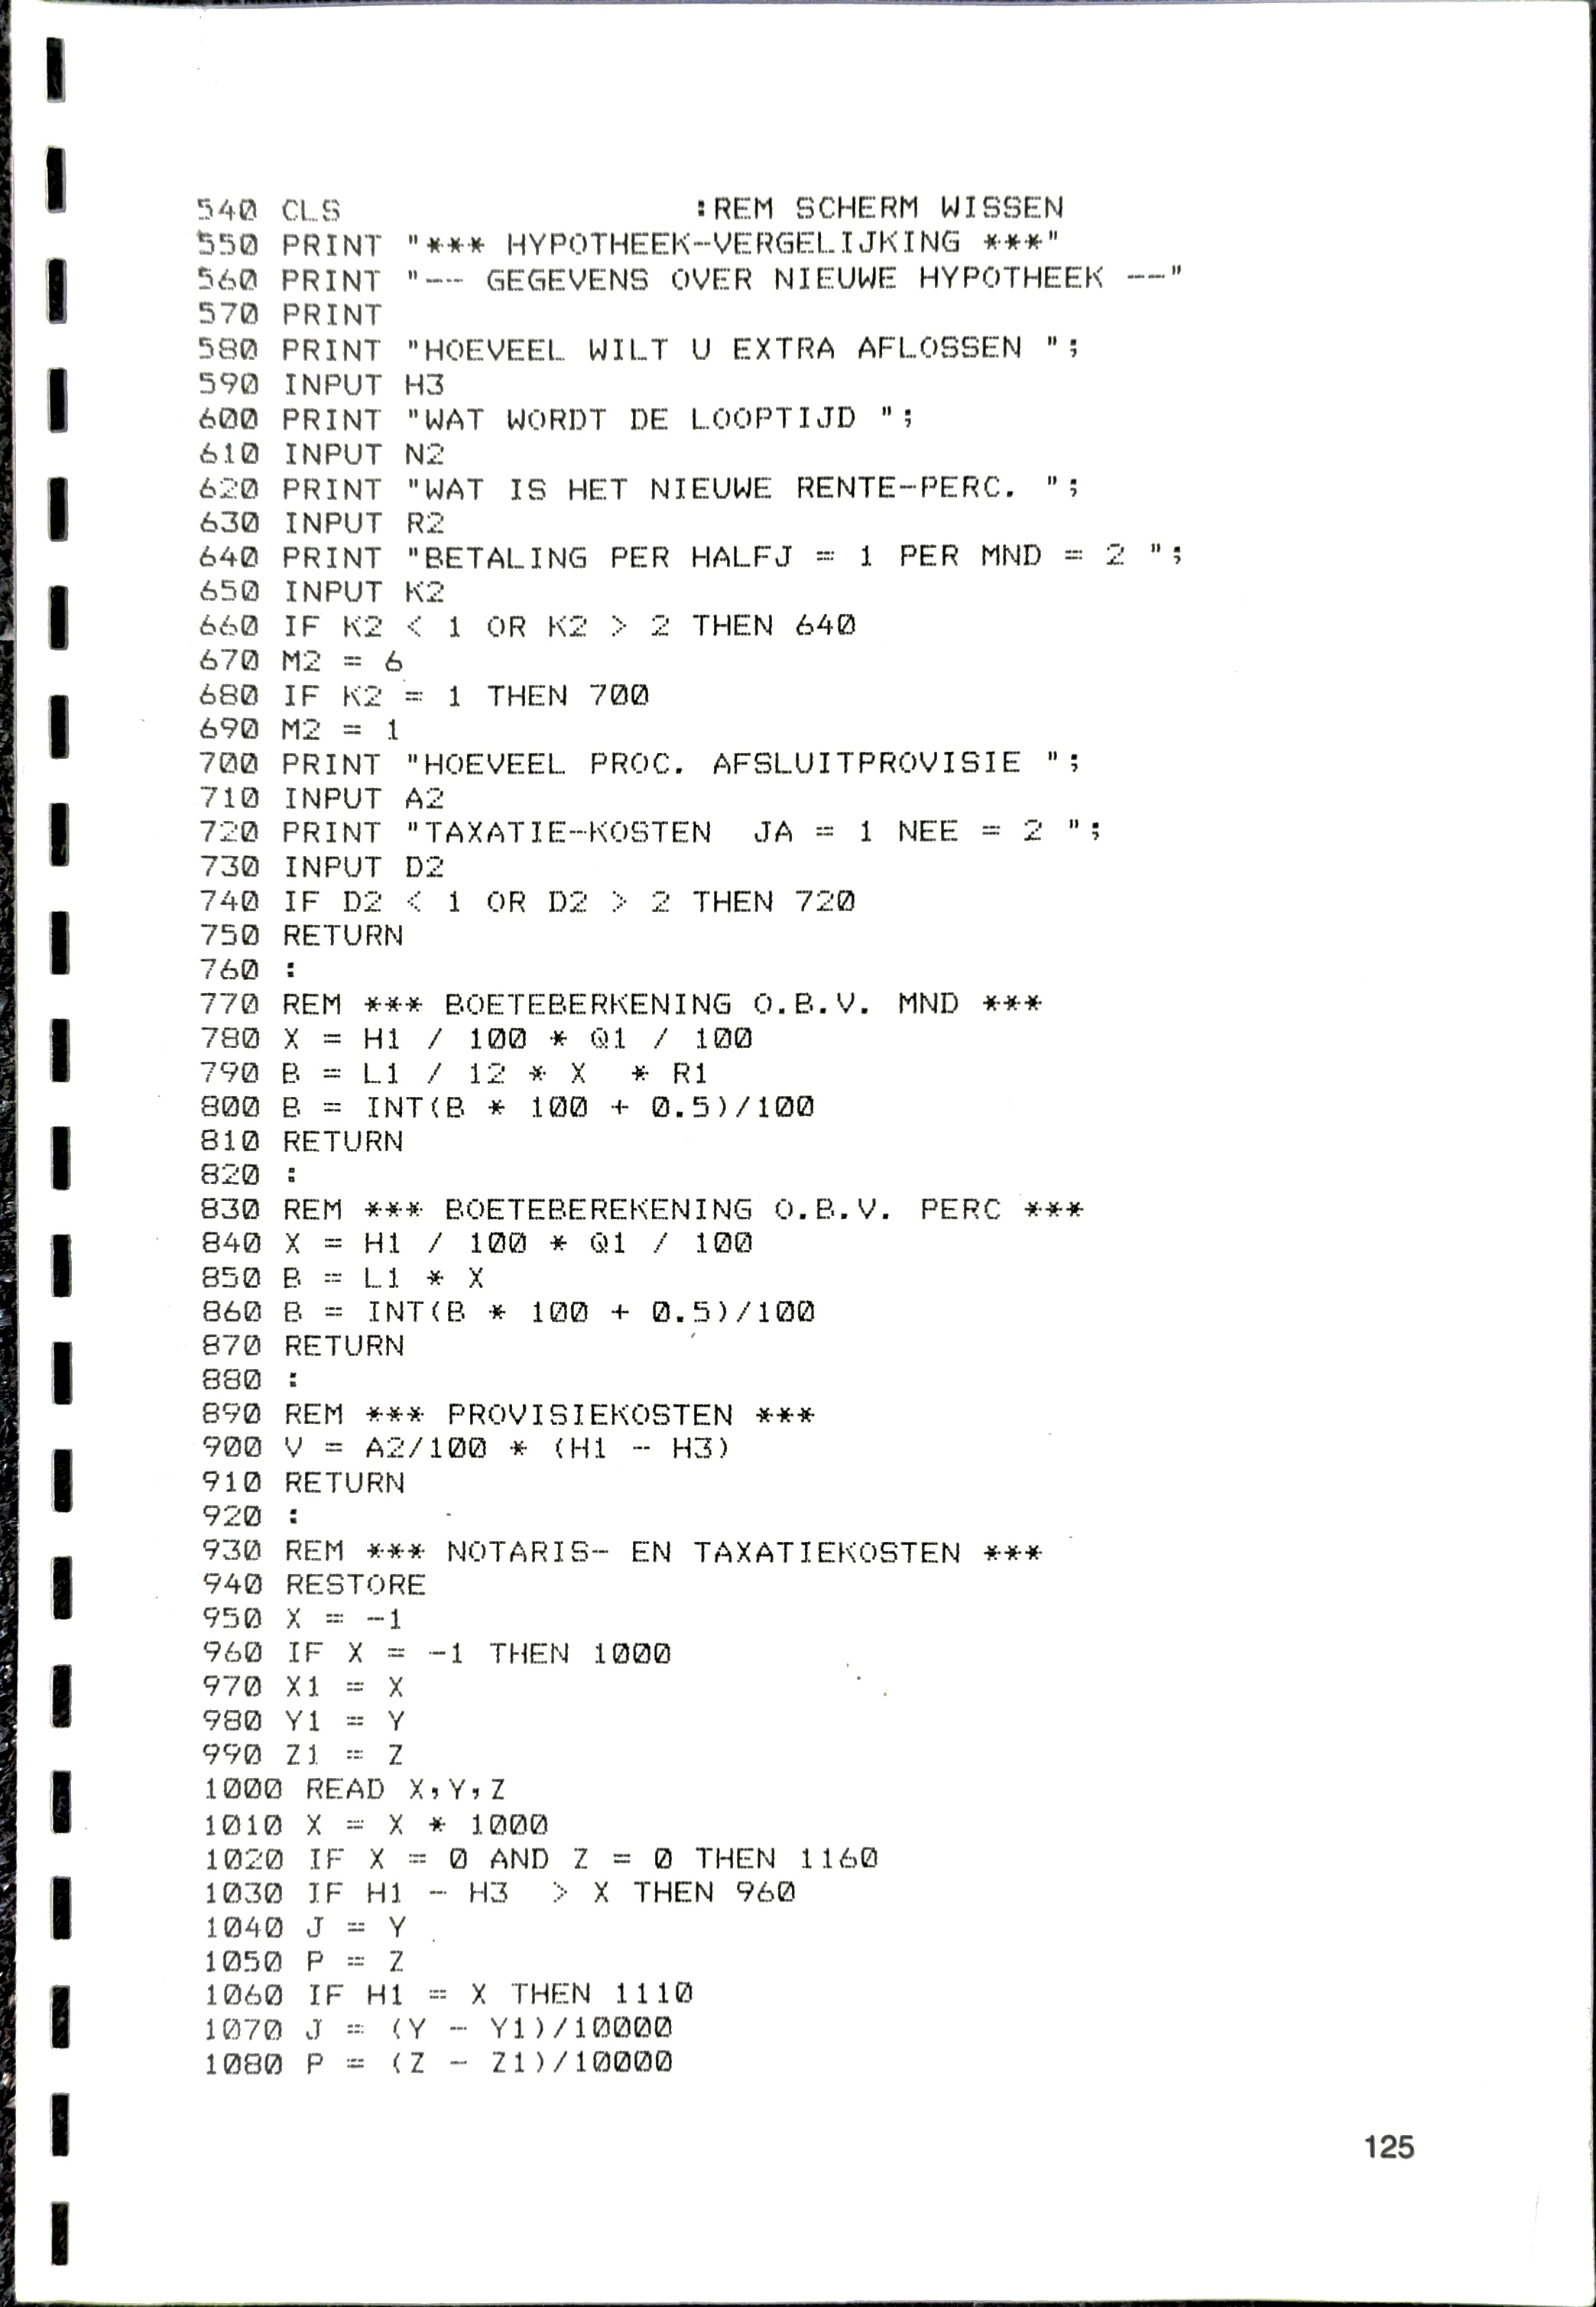 540 CLS                    :REM SCHERM WISSEN
550 PRINT "*** HYPOTHEEK-VERGELIJKING ***"
560 PRINT "-- GEGEVENS OVER NIEUWE HYPOTHEEK --"
570 PRINT
580 PRINT "HOEVEEL WILT U EXTRA AFLOSSEN ";
590 INPUT H3
600 PRINT "WAT WORDT DE LOOPTIJD ";
610 INPUT N2
620 PRINT "WAT IS HET NIEUWE RENTE-PERC. ";
630 INPUT R2
640 PRINT "BETALING PER HALFJ = 1 PER MND = 2 ";
650 INPUT K2
660 IF K2 < 1 OR K2 > 2 THEN 640
670 M2 = 6
680 IF K2 = 1 THEN 700
690 M2 = 1
700 PRINT "HOEVEEL PROC. AFSLUITPROVISIE ";
710 INPUT A2
720 PRINT "TAXATIE-KOSTEN  JA = 1 NEE = 2 ";
730 INPUT D2
740 IF D2 < 1 OR D2 > 2 THEN 720
750 RETURN
760 :
770 REM *** BOETEBERKENING O.B.V. MND ***
780 X = H1 / 100 * Q1 / 100
790 B = L1 / 12 * X  * R1
800 B = INT(B * 100 + 0.5)/100
810 RETURN
820 :
830 REM *** BOETEBEREKENING O.B.V. PERC ***
840 X = H1 / 100 * Q1 / 100
850 B = L1 * X
860 B = INT(B * 100 + 0.5)/100
870 RETURN
880 :
890 REM *** PROVISIEKOSTEN ***
900 V = A2/100 * (H1 - H3)
910 RETURN
920 :
930 REM *** NOTARIS- EN TAXATIEKOSTEN ***
940 RESTORE
950 X = -1
960 IF X = -1 THEN 1000
970 X1 = X
980 Y1 = Y
990 Z1 = Z
1000 READ X,Y,Z
1010 X = X * 1000
1020 IF X = 0 AND Z = 0 THEN 1160
1030 IF H1 - H3  > X THEN 960
1040 J = Y
1050 P = Z
1060 IF H1 = X THEN 1110
1070 J = (Y - Y1)/10000
1080 P = (Z - Z1)/10000
125